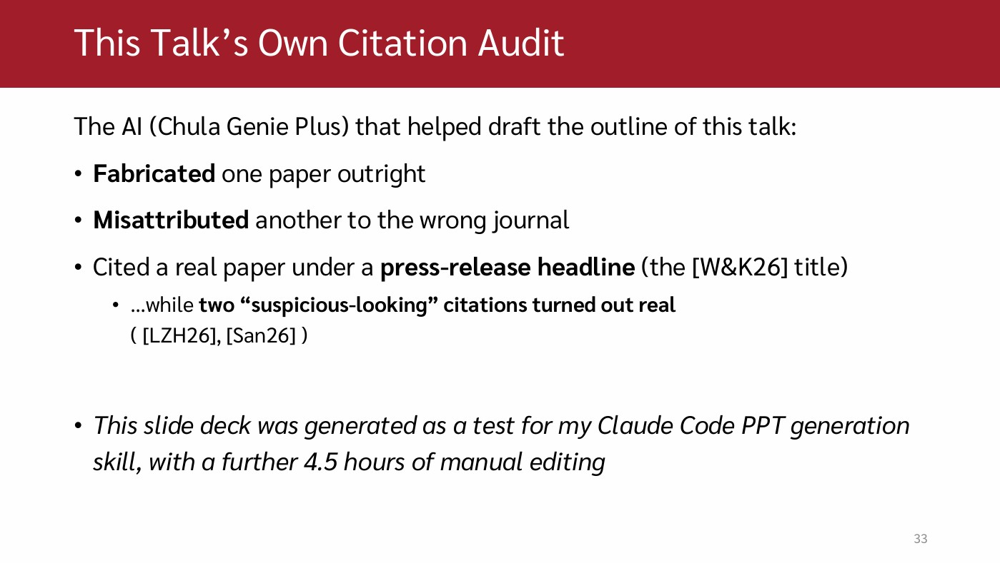 This Talk’s Own Citation Audit
The AI (Chula Genie Plus) that helped draft the outline of this talk:
• Fabricated one paper outright
• Misattributed another to the wrong journal
• Cited a real paper under a press-release headline (the [W&K26] title)
• …while two “suspicious-looking” citations turned out real
( [LZH26], [San26] )
• This slide deck was generated as a test for my Claude Code PPT generation
skill, with a further 4.5 hours of manual editing
33